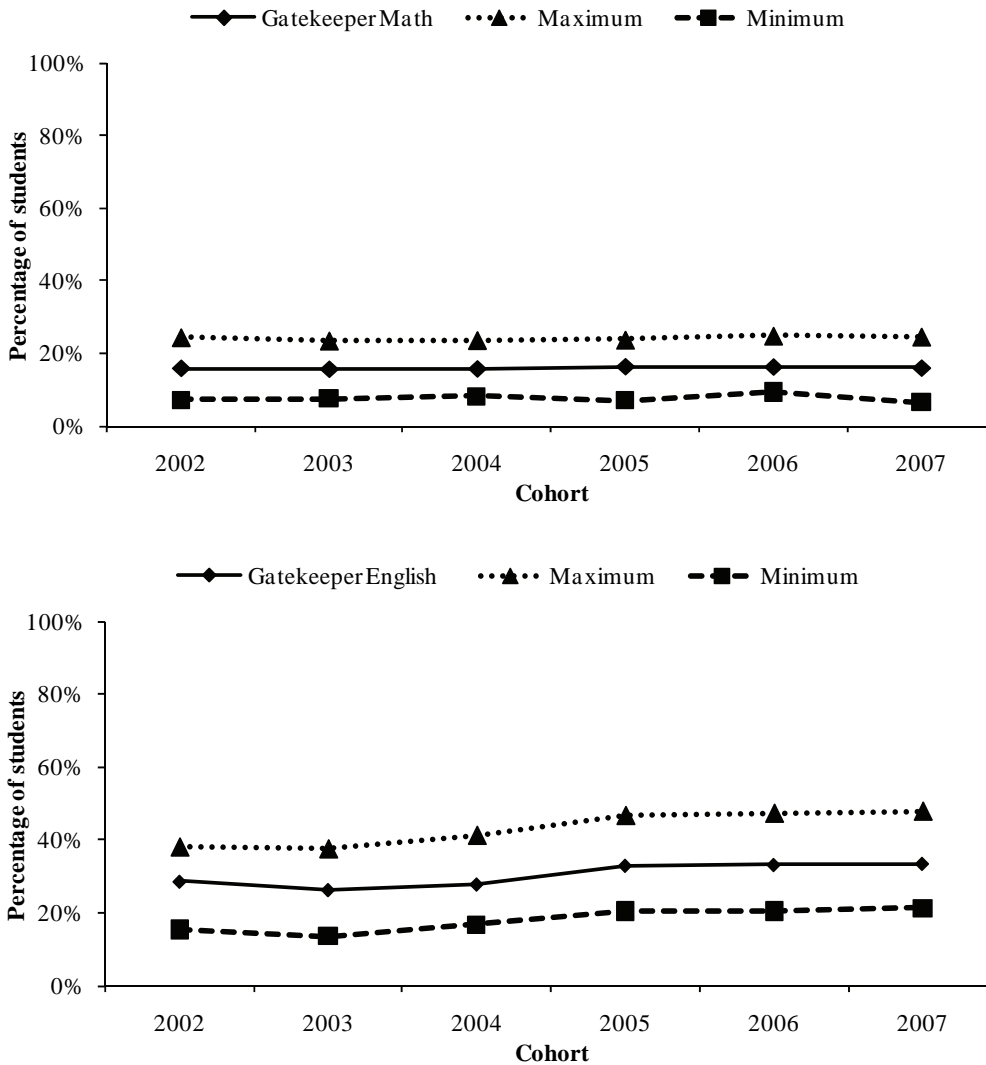 Gatekeeper Math Maximum Minimum
100%
80%
60%
40%
20%
0%
Percentage of students
2002 2003 2004 2005 2006 2007
Cohort
Gatekeeper English Maximum Minimum
100%
80%
60%
40%
20%
0%
Percentage of students
2002 2003 2004 2005 2006 2007
Cohort